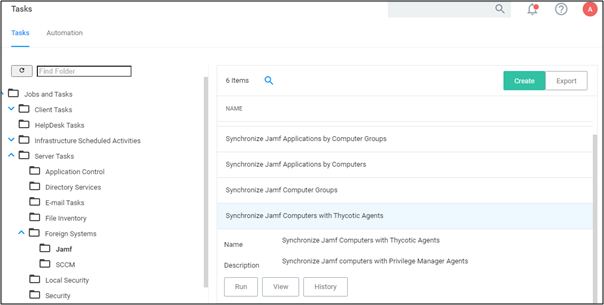 Tasks
A
Tasks
Automation
Find Folder
Jobs and Tasks
Client Tasks
HelpDesk Tasks
Infrastructure Scheduled Activities
Server Tasks
Application Control
Directory Services
E-mail Tasks
File Inventory
Foreign Systems
Jamf
SCCM
Local Security
Security
6 Items
Create
Export
NAME
Synchronize Jamf Applications by Computer Groups
Synchronize Jamf Applications by Computers
Synchronize Jamf Computer Groups
Synchronize Jamf Computers with Thycotic Agents
Name Synchronize Jamf Computers with Thycotic Agents
Description Synchronize Jamf computers with Privilege Manager Agents
Run
View
History